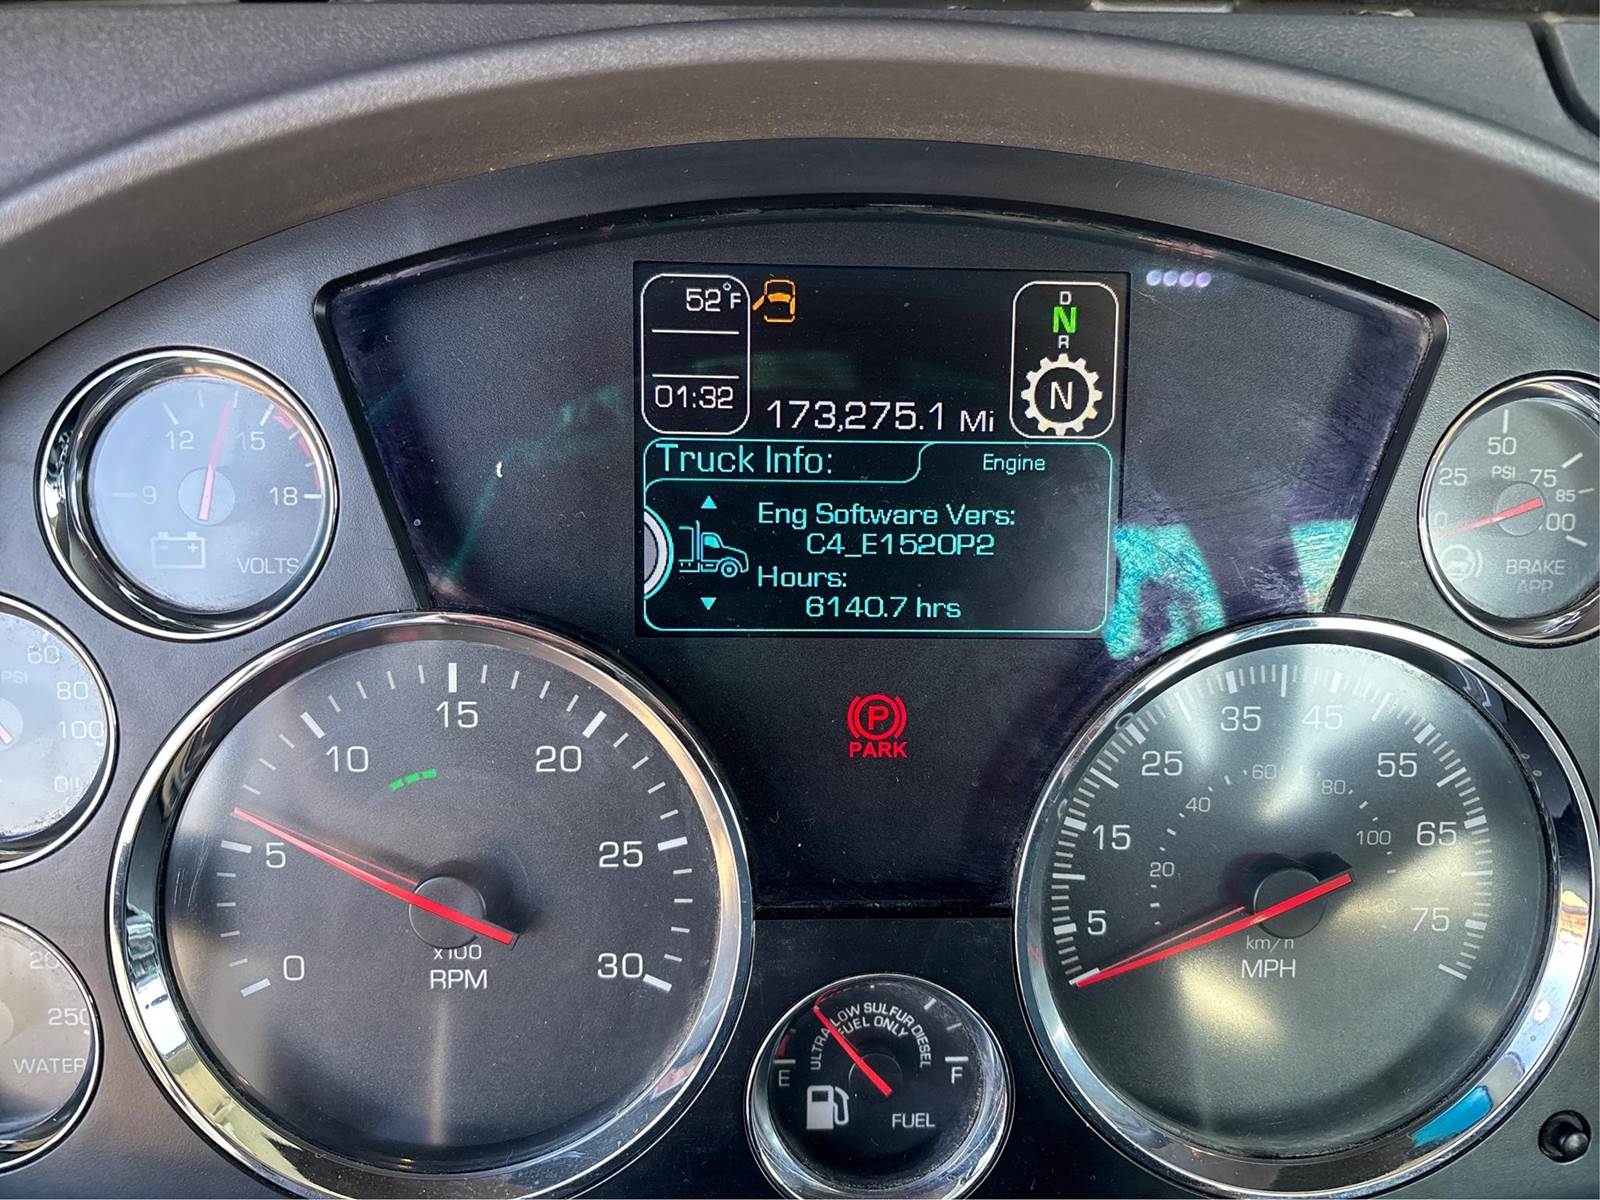 52°F
01:32
173,275.1 Mi
D
N
R
N
Truck Info:
Engine
Eng Software Vers:
C4_E1520P2
Hours:
6140.7 hrs
9
12
15
18
VOLTS
60
PSI
80
100
OIL
250
WATER
0
5
10
15
20
25
30
x100
RPM
PARK
P
ULTRA LOW SULFUR DIESEL
FUEL ONLY
E
F
FUEL
5
15
25
35
45
55
65
75
20
40
60
80
100
120
km/h
MPH
0
25
50
75
85
100
PSI
BRAKE
APP